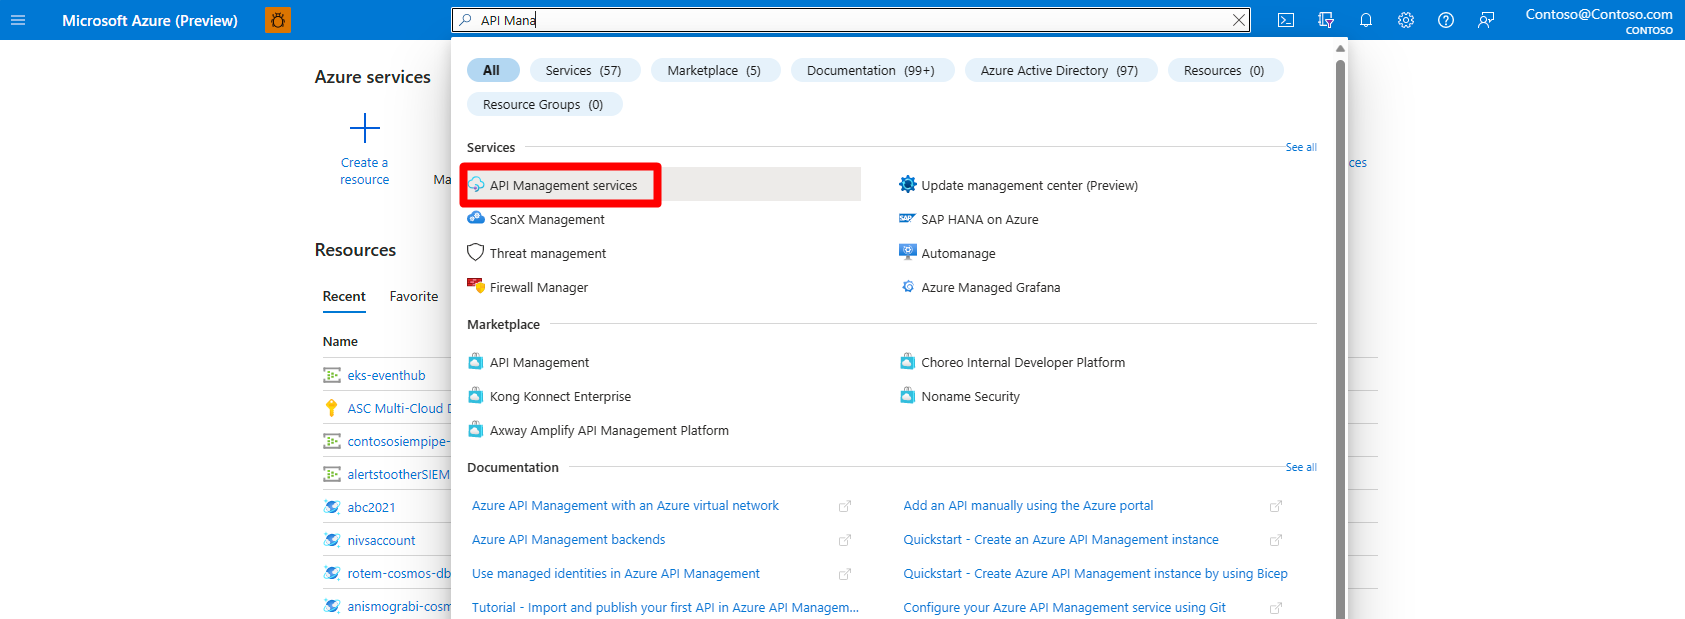 Microsoft Azure (Preview)
API Mana
Contoso@Contoso.com
CONTOSO
All
Services (57)
Marketplace (5)
Documentation (99+)
Azure Active Directory (97)
Resources (0)
Resource Groups (0)
Azure services
Create a
resource
Ma
ces
Services
See all
API Management services
Update management center (Preview)
ScanX Management
SAP HANA on Azure
Threat management
Automanage
Firewall Manager
Azure Managed Grafana
Resources
Recent
Favorite
Name
eks-eventhub
ASC Multi-Cloud D
contososiempipe-
alertstootherSIEM
abc2021
nivsaccount
rotem-cosmos-db
anismograbi-cosm
Marketplace
API Management
Choreo Internal Developer Platform
Kong Konnect Enterprise
Noname Security
Axway Amplify API Management Platform
Documentation
See all
Azure API Management with an Azure virtual network
Add an API manually using the Azure portal
Azure API Management backends
Quickstart - Create an Azure API Management instance
Use managed identities in Azure API Management
Quickstart - Create Azure API Management instance by using Bicep
Tutorial - Import and publish your first API in Azure API Managem...
Configure your Azure API Management service using Git